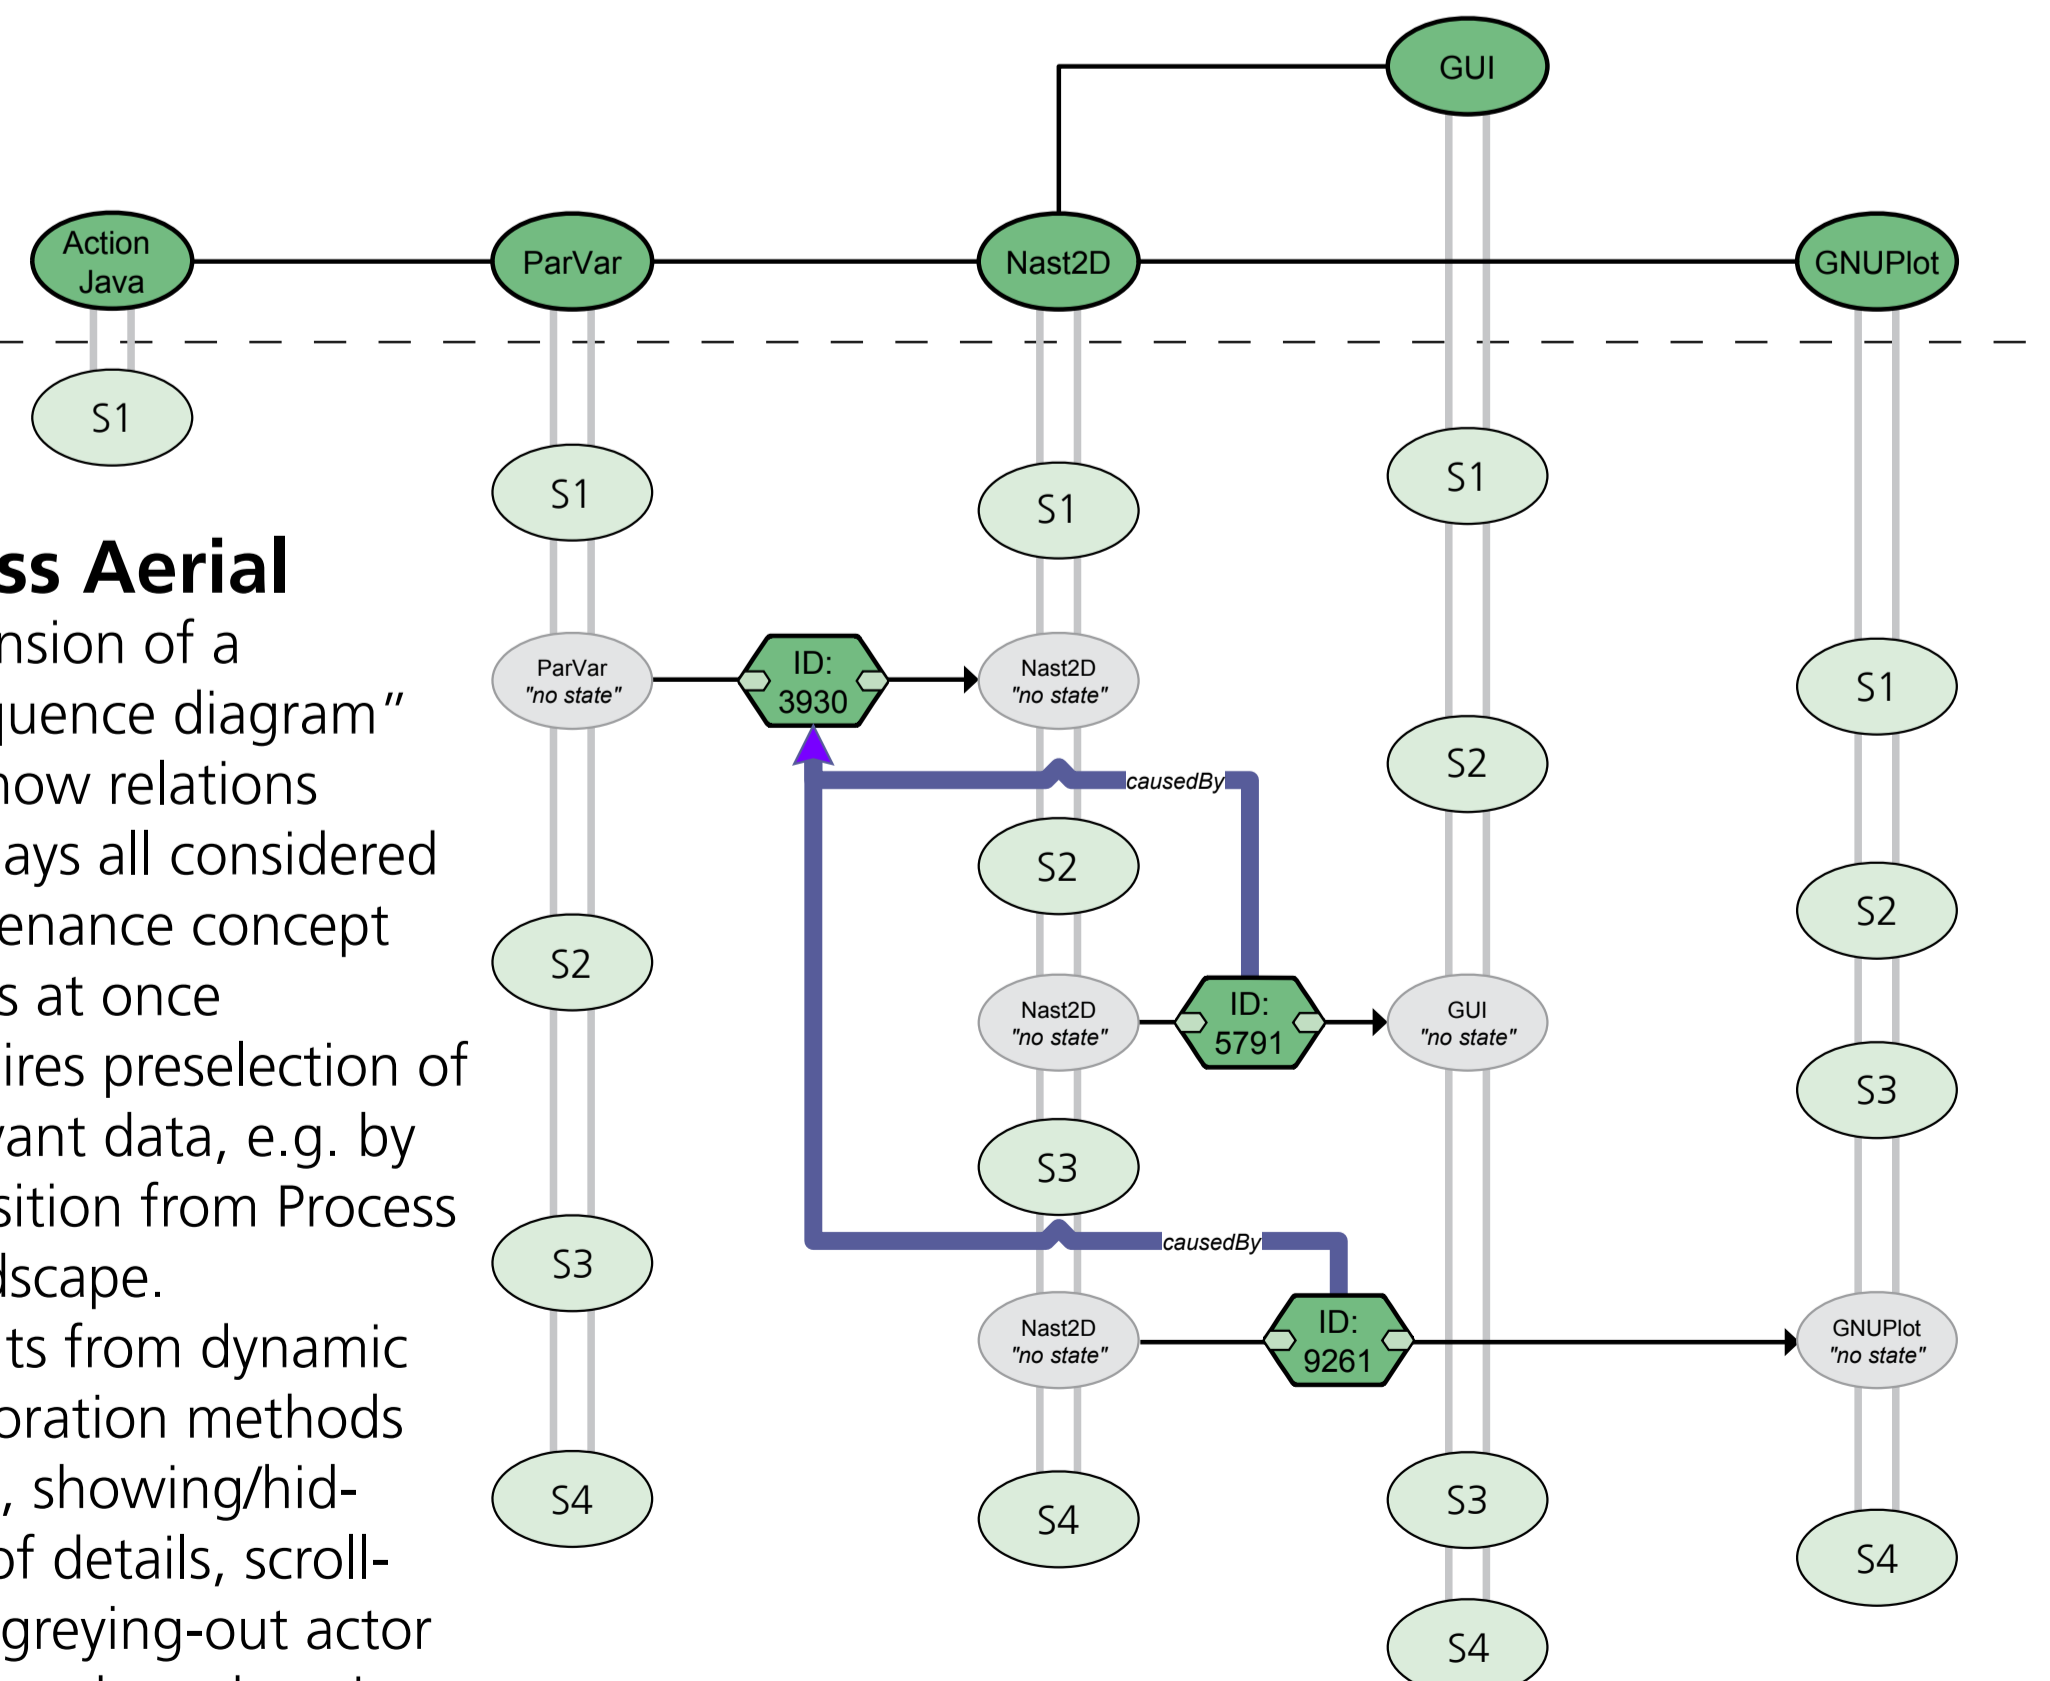 GUI
Action
Java
ParVar
Nast2D
GNUPlot
S1
S1
S1
S1
ss Aerial
nsion of a
quence diagram”
now relations
ays all considered
enance concept
s at once
ires preselection of
vant data, e.g. by
sition from Process
dscape.
ts from dynamic
oration methods
, showing/hid-
of details, scroll-
greying-out actor
ParVar
"no state"
ID:
3930
Nast2D
"no state"
S1
S2
causedBy
S2
S2
S2
Nast2D
"no state"
ID:
5791
GUI
"no state"
S3
S3
causedBy
S3
Nast2D
"no state"
ID:
9261
GNUPlot
"no state"
S4
S4
S3
S4
S4